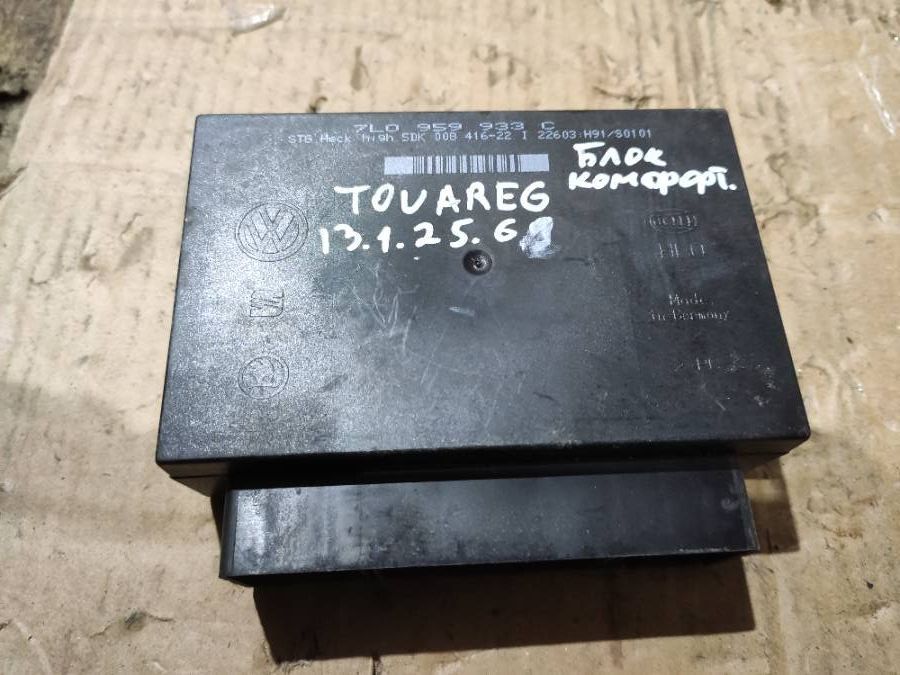 7L0 959 933 C
STG.Heck high SDK 008 416-22 I 22603 H91/S0101
Блок
комфорт.
TOUAREG
13.1.25.6
Made
in Germany